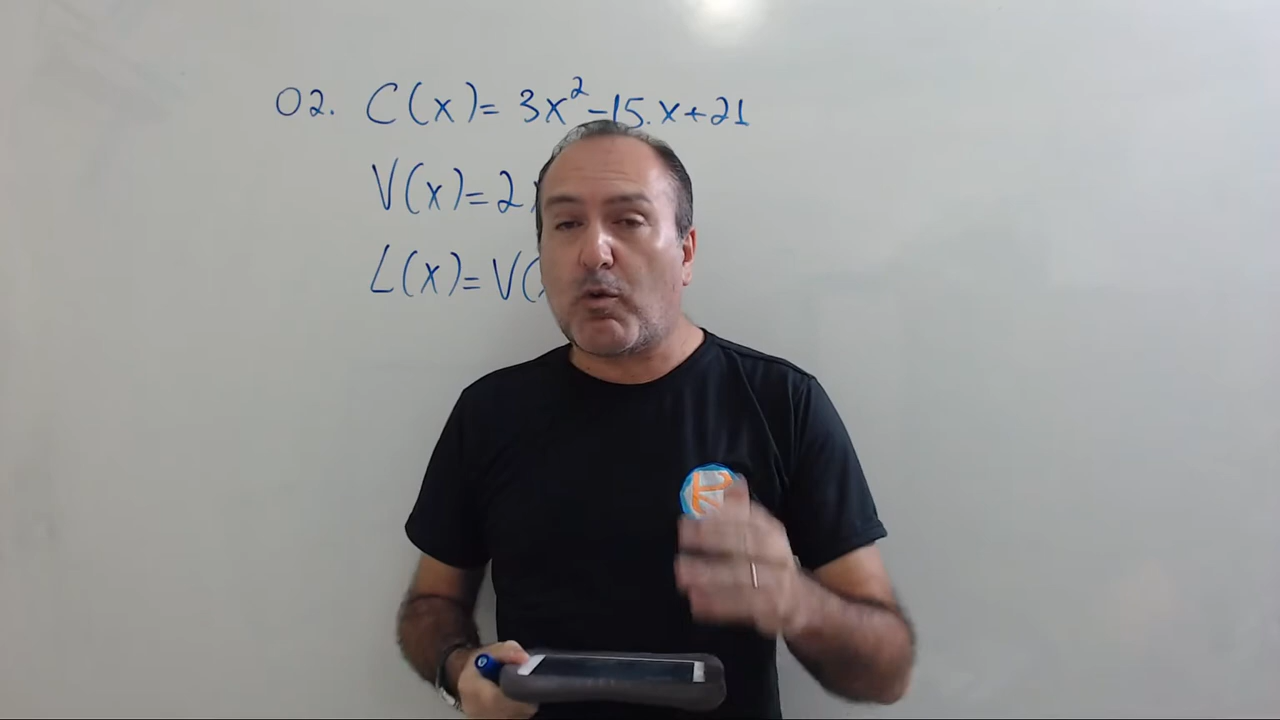 02. C(x)= 3x²-15.x+21
V(x)=2
L(x)= V(